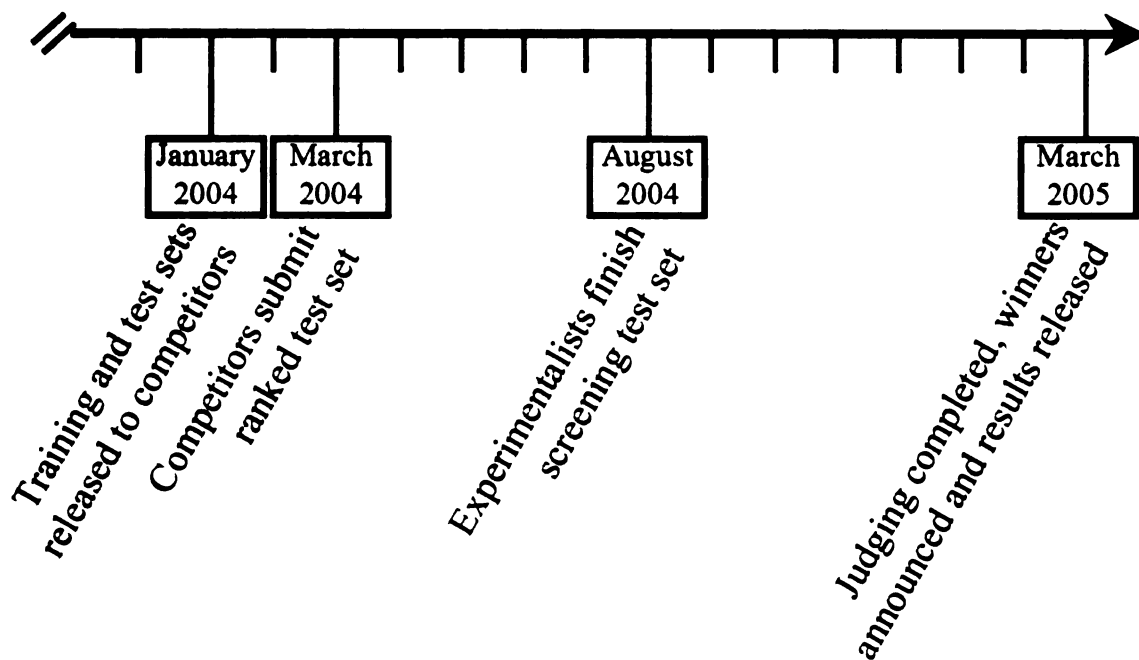 January
2004
Training and test sets
released to competitors
March
2004
Competitors submit
ranked test set
August
2004
Experimentalists finish
screening test set
March
2005
Judging completed, winners
announced and results released